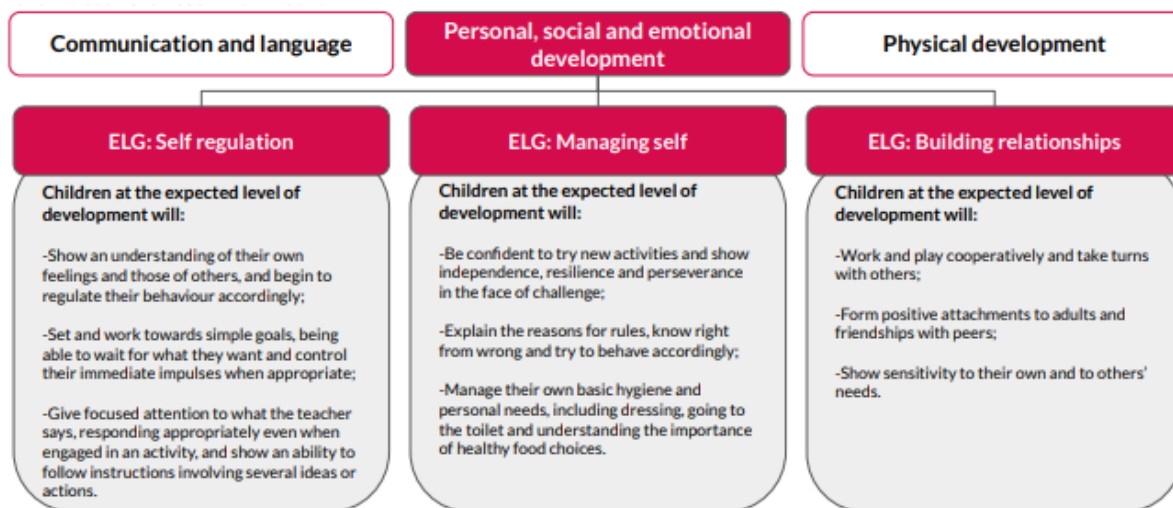 Communication and language
Personal, social and emotional
development
Physical development
ELG: Self regulation
Children at the expected level of
development will:
-Show an understanding of their own
feelings and those of others, and begin to
regulate their behaviour accordingly;
-Set and work towards simple goals, being
able to wait for what they want and control
their immediate impulses when appropriate;
-Give focused attention to what the teacher
says, responding appropriately even when
engaged in an activity, and show an ability to
follow instructions involving several ideas or
actions.
ELG: Managing self
Children at the expected level of
development will:
-Be confident to try new activities and show
independence, resilience and perseverance
in the face of challenge;
-Explain the reasons for rules, know right
from wrong and try to behave accordingly;
-Manage their own basic hygiene and
personal needs, including dressing, going to
the toilet and understanding the importance
of healthy food choices.
ELG: Building relationships
Children at the expected level of
development will:
-Work and play cooperatively and take turns
with others;
-Form positive attachments to adults and
friendships with peers;
-Show sensitivity to their own and to others'
needs.